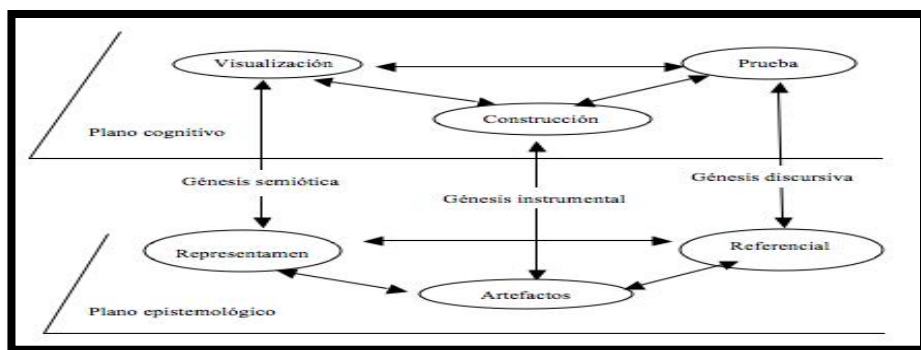 Visualización
Prueba
Construcción
Plano cognitivo
Génesis semiótica
Génesis instrumental
Génesis discursiva
Representamen
Referencial
Artefactos
Plano epistemológico